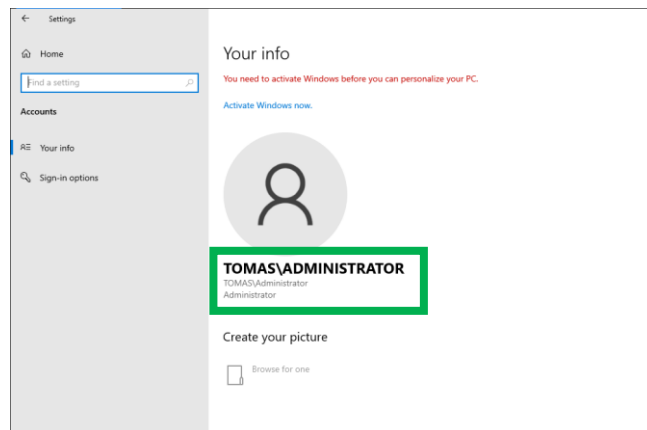 Settings
Home
Find a setting
Accounts
Your info
Sign-in options
Your info
You need to activate Windows before you can personalize your PC.
Activate Windows now.
TOMAS\ADMINISTRATOR
TOMAS\Administrator
Administrator
Create your picture
Browse for one